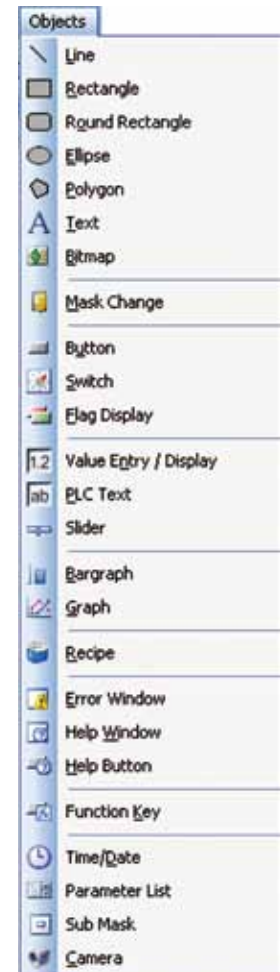 Objects
Line
Rectangle
Round Rectangle
Ellipse
Polygon
A Text
Bitmap
Mask Change
Button
Switch
Flag Display
1.2 Value Entry / Display
ab PLC Text
Slider
Bargraph
Graph
Recipe
Error Window
Help Window
Help Button
Function Key
Time/Date
Parameter List
Sub Mask
Camera